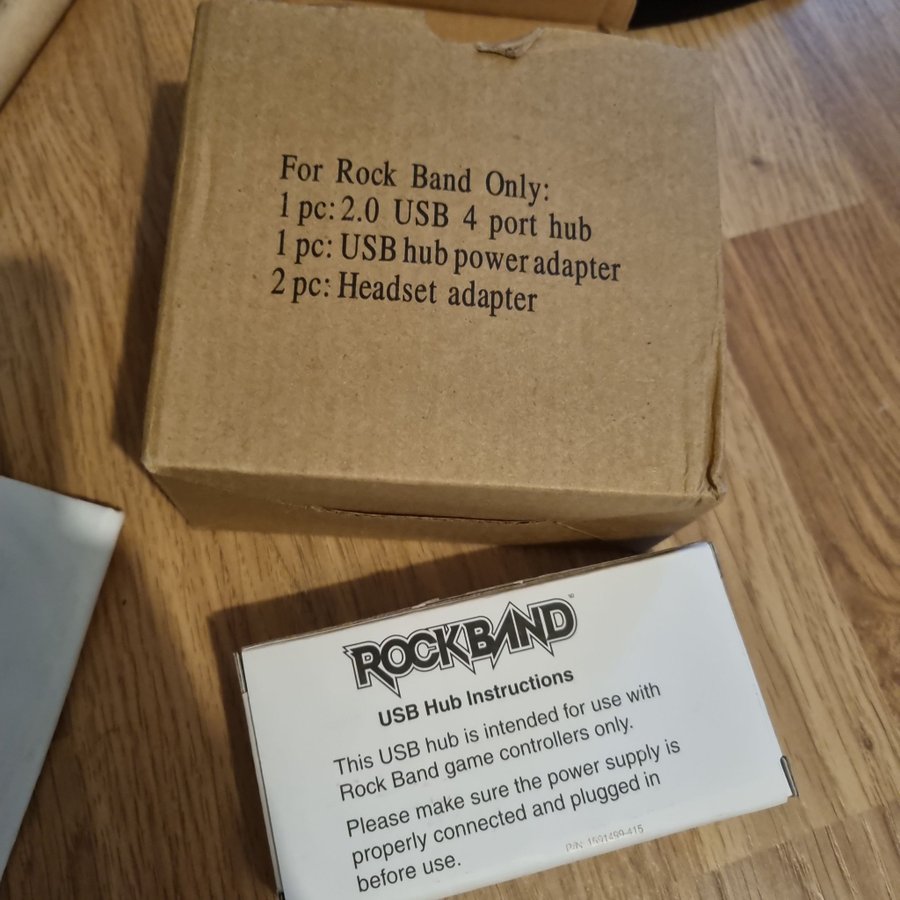 For Rock Band Only:
1 pc: 2.0 USB 4 port hub
1 pc: USB hub power adapter
2 pc: Headset adapter
ROCKBAND
USB Hub Instructions
This USB hub is intended for use with
Rock Band game controllers only.
Please make sure the power supply is
properly connected and plugged in
before use.
P/N: 1591499-415